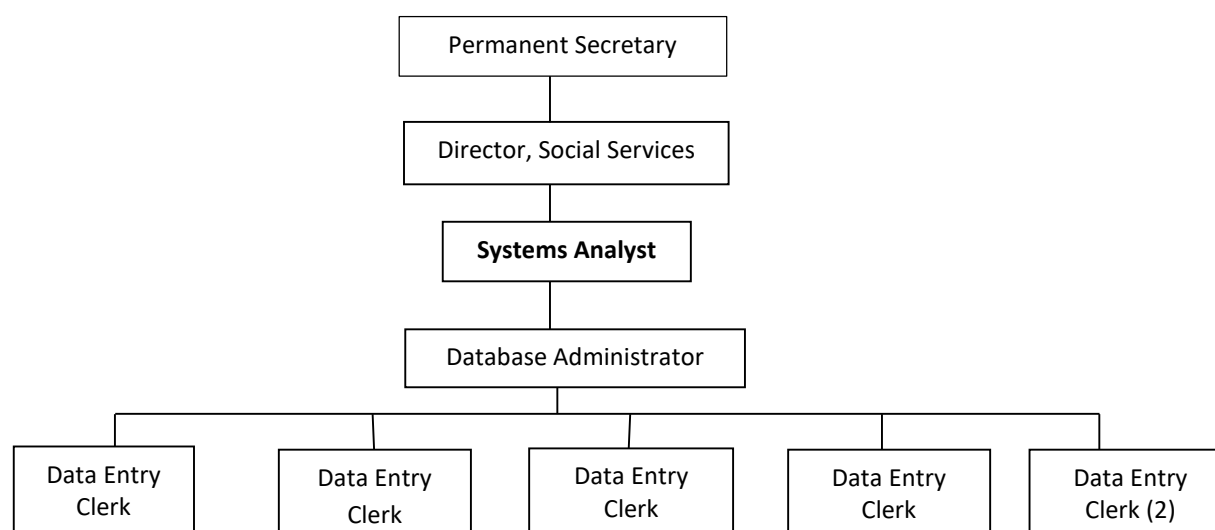 Permanent Secretary
Director, Social Services
Systems Analyst
Database Administrator
Data Entry
Clerk
Data Entry
Clerk
Data Entry
Clerk
Data Entry
Clerk
Data Entry
Clerk (2)